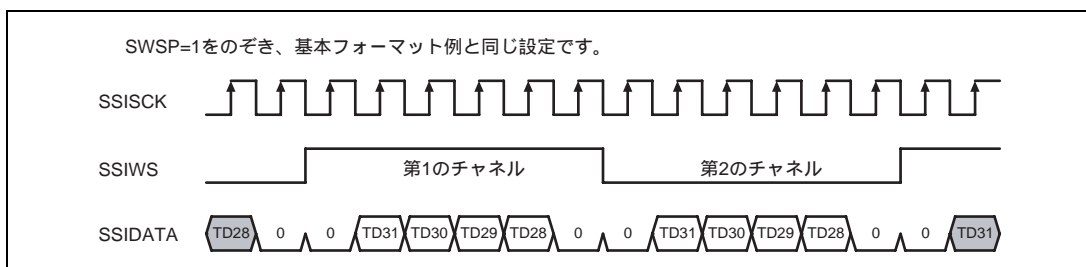 SWSP=1をのぞき、基本フォーマット例と同じ設定です。
SSISCK
SSIWS 第1のチャネル 第2のチャネル
SSIDATA TD28 0 0 TD31 TD30 TD29 TD28 0 0 TD31 TD30 TD29 TD28 0 0 TD31